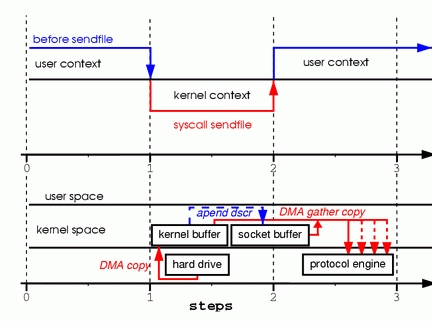 before sendfile
user context
user context
kernel context
syscall sendfile
0 1 2 3
user space
apend dscr
DMA gather copy
kernel space
kernel buffer
socket buffer
DMA copy
hard drive
protocol engine
0 1 2 3
steps